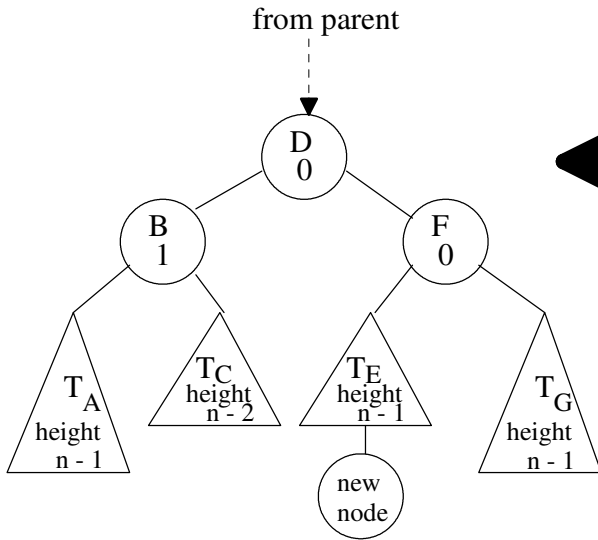 from parent
D
0
B
1
F
0
T_A
height
n - 1
T_C
height
n - 2
T_E
height
n - 1
T_G
height
n - 1
new
node